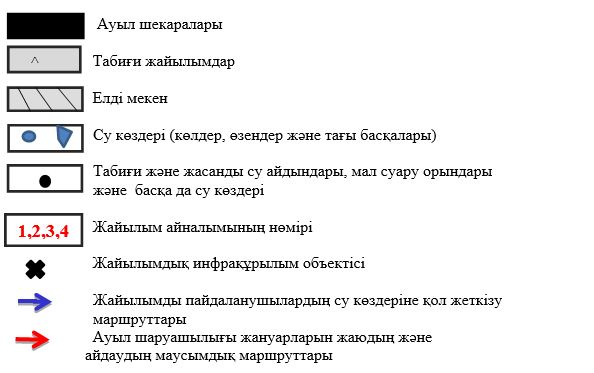 Ауыл шекаралары
^
Табиғи жайылымдар
Елді мекен
Су көздері (көлдер, өзендер және тағы басқалары)
Табиғи және жасанды су айдындары, мал суару орындары
және басқа да су көздері
1,2,3,4 Жайылым айналымының нөмірі
Жайылымдық инфрақұрылым объектісі
Жайылымды пайдаланушылардың су көздеріне қол жеткізу
маршруттары
Ауыл шаруашылығы жануарларын жаюдың және
айдаудың маусымдық маршруттары